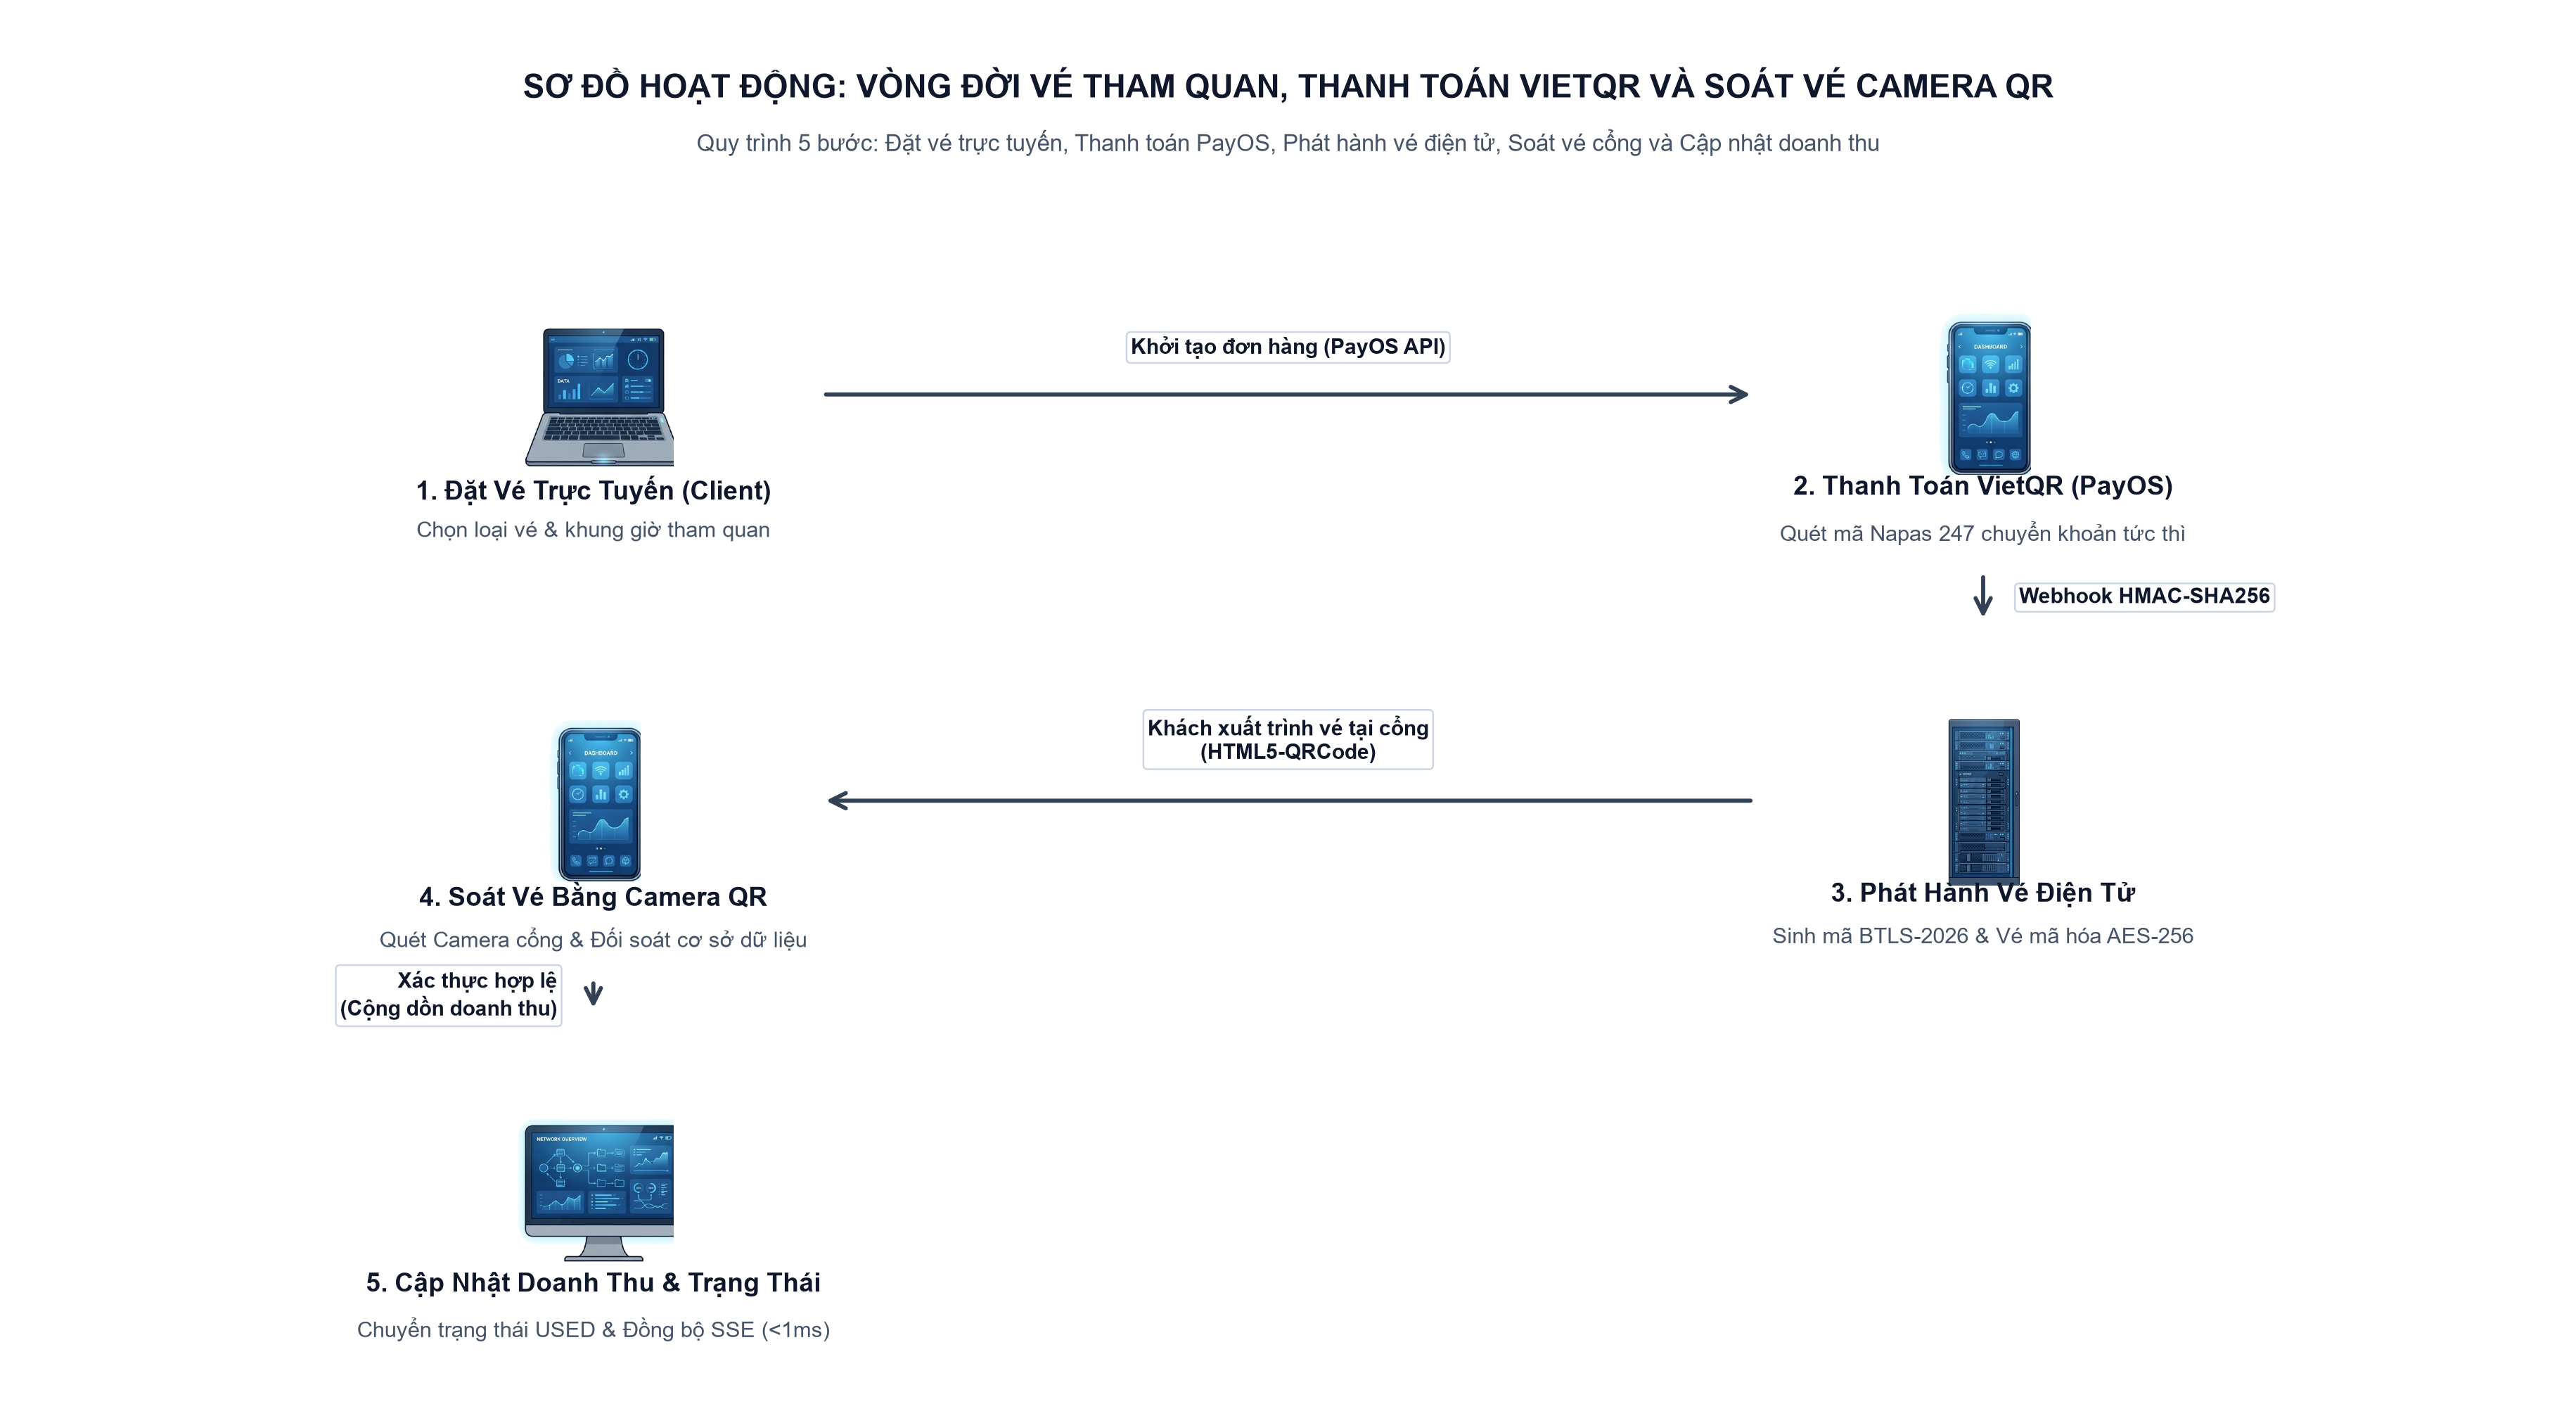 SƠ ĐỒ HOẠT ĐỘNG: VÒNG ĐỜI VÉ THAM QUAN, THANH TOÁN VIETQR VÀ SOÁT VÉ CAMERA QR
Quy trình 5 bước: Đặt vé trực tuyến, Thanh toán PayOS, Phát hành vé điện tử, Soát vé cổng và Cập nhật doanh thu
DATA
1. Đặt Vé Trực Tuyến (Client)
Chọn loại vé & khung giờ tham quan
Khởi tạo đơn hàng (PayOS API)
DASHBOARD
2. Thanh Toán VietQR (PayOS)
Quét mã Napas 247 chuyển khoản tức thì
Webhook HMAC-SHA256
3. Phát Hành Vé Điện Tử
Sinh mã BTLS-2026 & Vé mã hóa AES-256
Khách xuất trình vé tại cổng
(HTML5-QRCode)
DASHBOARD
4. Soát Vé Bằng Camera QR
Quét Camera cổng & Đối soát cơ sở dữ liệu
Xác thực hợp lệ
(Cộng dồn doanh thu)
NETWORK OVERVIEW
5. Cập Nhật Doanh Thu & Trạng Thái
Chuyển trạng thái USED & Đồng bộ SSE (<1ms)